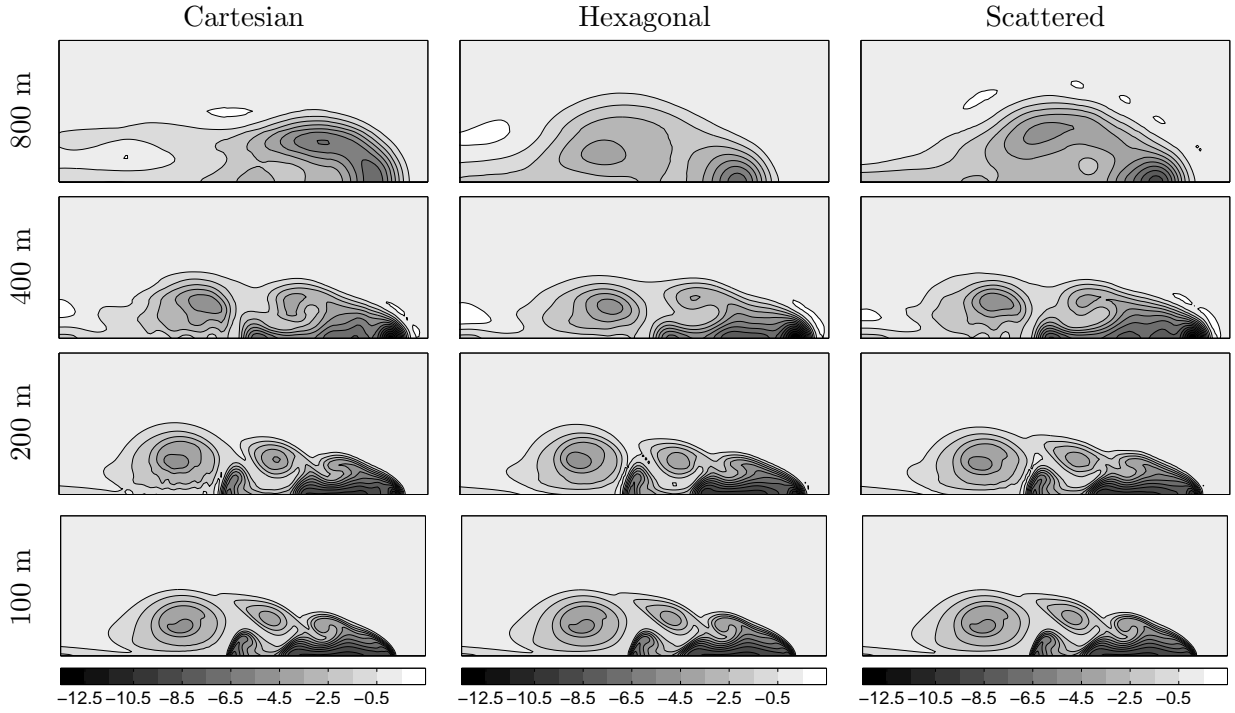 Cartesian Hexagonal Scattered
800 m
400 m
200 m
100 m
−12.5 −10.5 −8.5 −6.5 −4.5 −2.5 −0.5 −12.5 −10.5 −8.5 −6.5 −4.5 −2.5 −0.5 −12.5 −10.5 −8.5 −6.5 −4.5 −2.5 −0.5